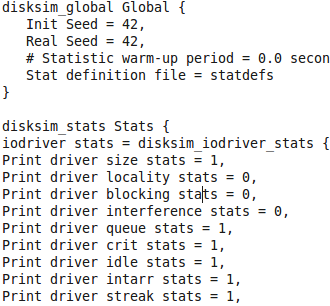 disksim_global Global {
   Init Seed = 42,
   Real Seed = 42,
   # Statistic warm-up period = 0.0 secon
   Stat definition file = statdefs
}
disksim_stats Stats {
iodriver stats = disksim_iodriver_stats {
Print driver size stats = 1,
Print driver locality stats = 0,
Print driver blocking stats = 0,
Print driver interference stats = 0,
Print driver queue stats = 1,
Print driver crit stats = 1,
Print driver idle stats = 1,
Print driver intarr stats = 1,
Print driver streak stats = 1,